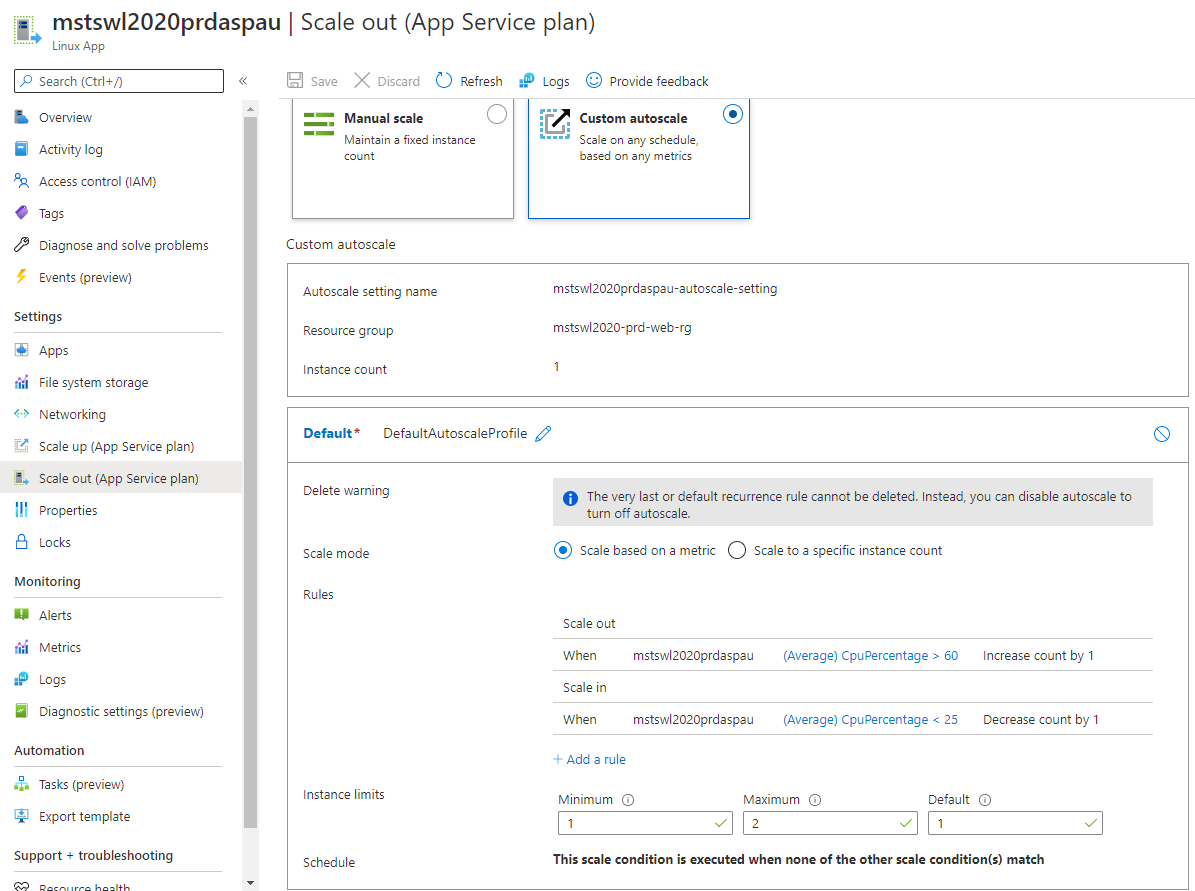 mstswl2020prdaspau | Scale out (App Service plan)
Linux App
Search (Ctrl+/)
«
Save
Discard
Refresh
Logs
Provide feedback
Overview
Activity log
Access control (IAM)
Tags
Diagnose and solve problems
Events (preview)
Settings
Apps
File system storage
Networking
Scale up (App Service plan)
Scale out (App Service plan)
Properties
Locks
Monitoring
Alerts
Metrics
Logs
Diagnostic settings (preview)
Automation
Tasks (preview)
Export template
Support + troubleshooting
Resource health
Manual scale
Maintain a fixed instance
count
Custom autoscale
Scale on any schedule,
based on any metrics
Custom autoscale
Autoscale setting name mstswl2020prdaspau-autoscale-setting
Resource group mstswl2020-prd-web-rg
Instance count 1
Default* DefaultAutoscaleProfile
Delete warning
The very last or default recurrence rule cannot be deleted. Instead, you can disable autoscale to
turn off autoscale.
Scale mode Scale based on a metric Scale to a specific instance count
Rules
Scale out
When mstswl2020prdaspau (Average) CpuPercentage > 60 Increase count by 1
Scale in
When mstswl2020prdaspau (Average) CpuPercentage < 25 Decrease count by 1
+ Add a rule
Instance limits
Minimum Maximum Default
1 2 1
Schedule This scale condition is executed when none of the other scale condition(s) match